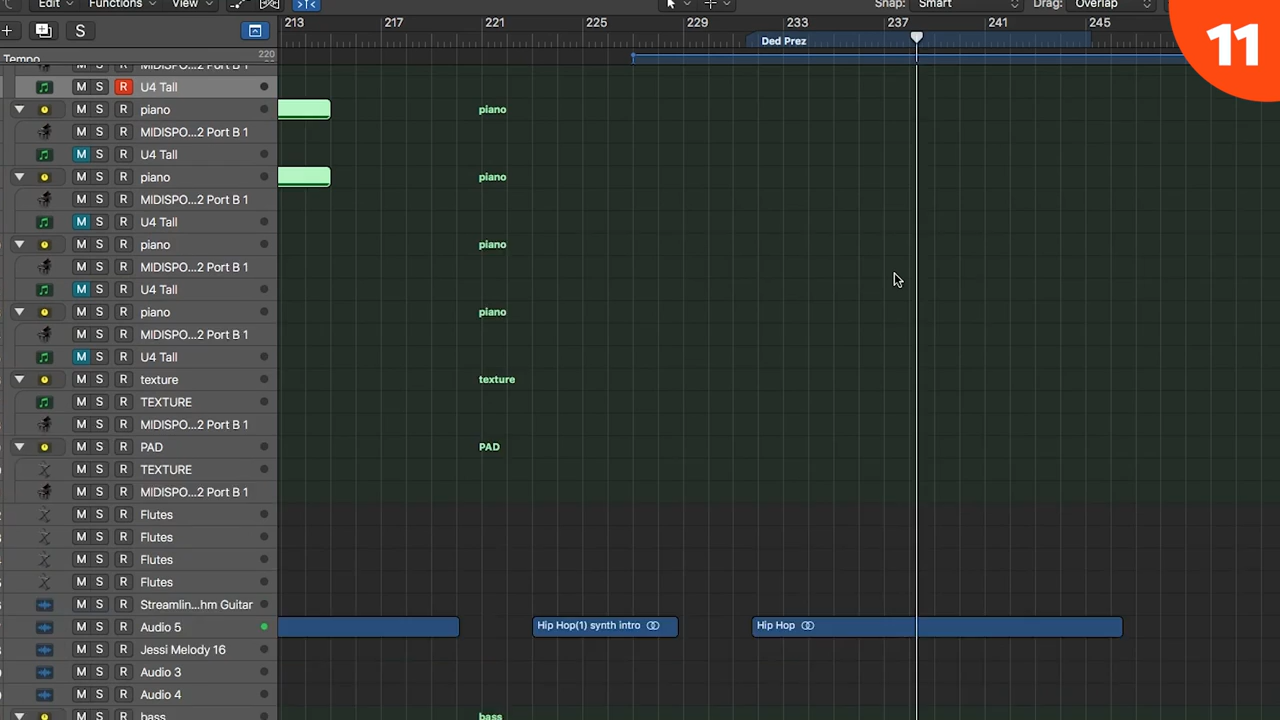 Edit Functions View Snap: Smart Drag: Overlap
213 217 221 225 229 233 237 241 245
11
S
Ded Prez
Tempo 220
M S R MIDISPO...2 Port B 1
M S R U4 Tall
M S R piano piano
M S R MIDISPO...2 Port B 1
M S R U4 Tall
M S R piano piano
M S R MIDISPO...2 Port B 1
M S R U4 Tall
M S R piano piano
M S R MIDISPO...2 Port B 1
M S R U4 Tall
M S R piano piano
M S R MIDISPO...2 Port B 1
M S R U4 Tall
M S R texture texture
M S R TEXTURE
M S R MIDISPO...2 Port B 1
M S R PAD PAD
M S R TEXTURE
M S R MIDISPO...2 Port B 1
M S R Flutes
M S R Flutes
M S R Flutes
M S R Flutes
M S R Streamlin...hm Guitar
M S R Audio 5 Hip Hop(1) synth intro Hip Hop
M S R Jessi Melody 16
M S R Audio 3
M S R Audio 4
M S R bass bass